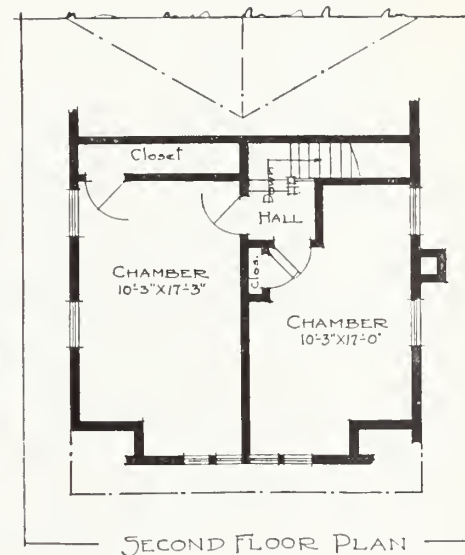 Closet
Down
HALL
Clos.
CHAMBER
10'-3"X17'-3"
CHAMBER
10'-3"X17'-0"
SECOND FLOOR PLAN